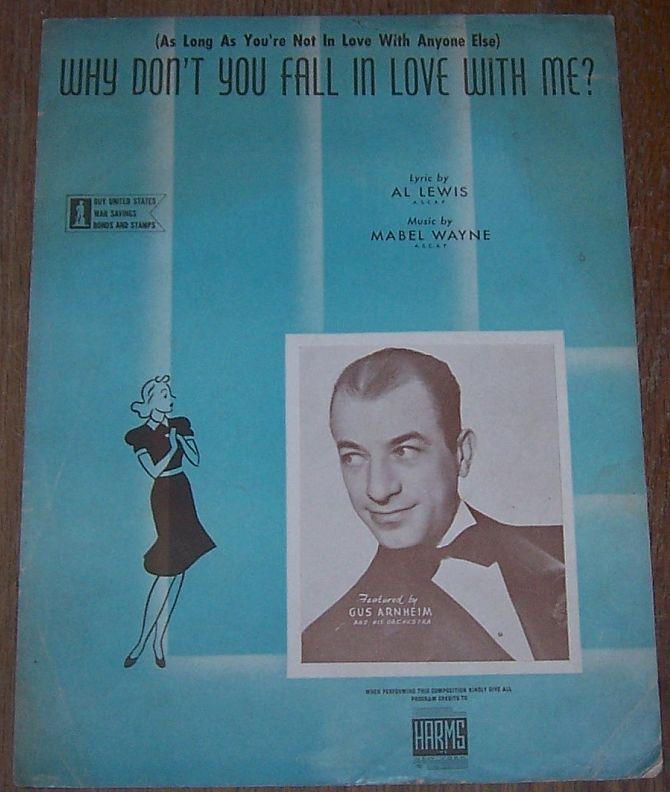 (As Long As You're Not In Love With Anyone Else)
WHY DON'T YOU FALL IN LOVE WITH ME?
Lyric by
AL LEWIS
A.S.C.A.P.
Music by
MABEL WAYNE
A.S.C.A.P.
BUY UNITED STATES
WAR SAVINGS
BONDS AND STAMPS
Featured by
GUS ARNHEIM
AND HIS ORCHESTRA
WHEN PERFORMING THIS COMPOSITION KINDLY GIVE ALL
PROGRAM CREDITS TO
HARMS